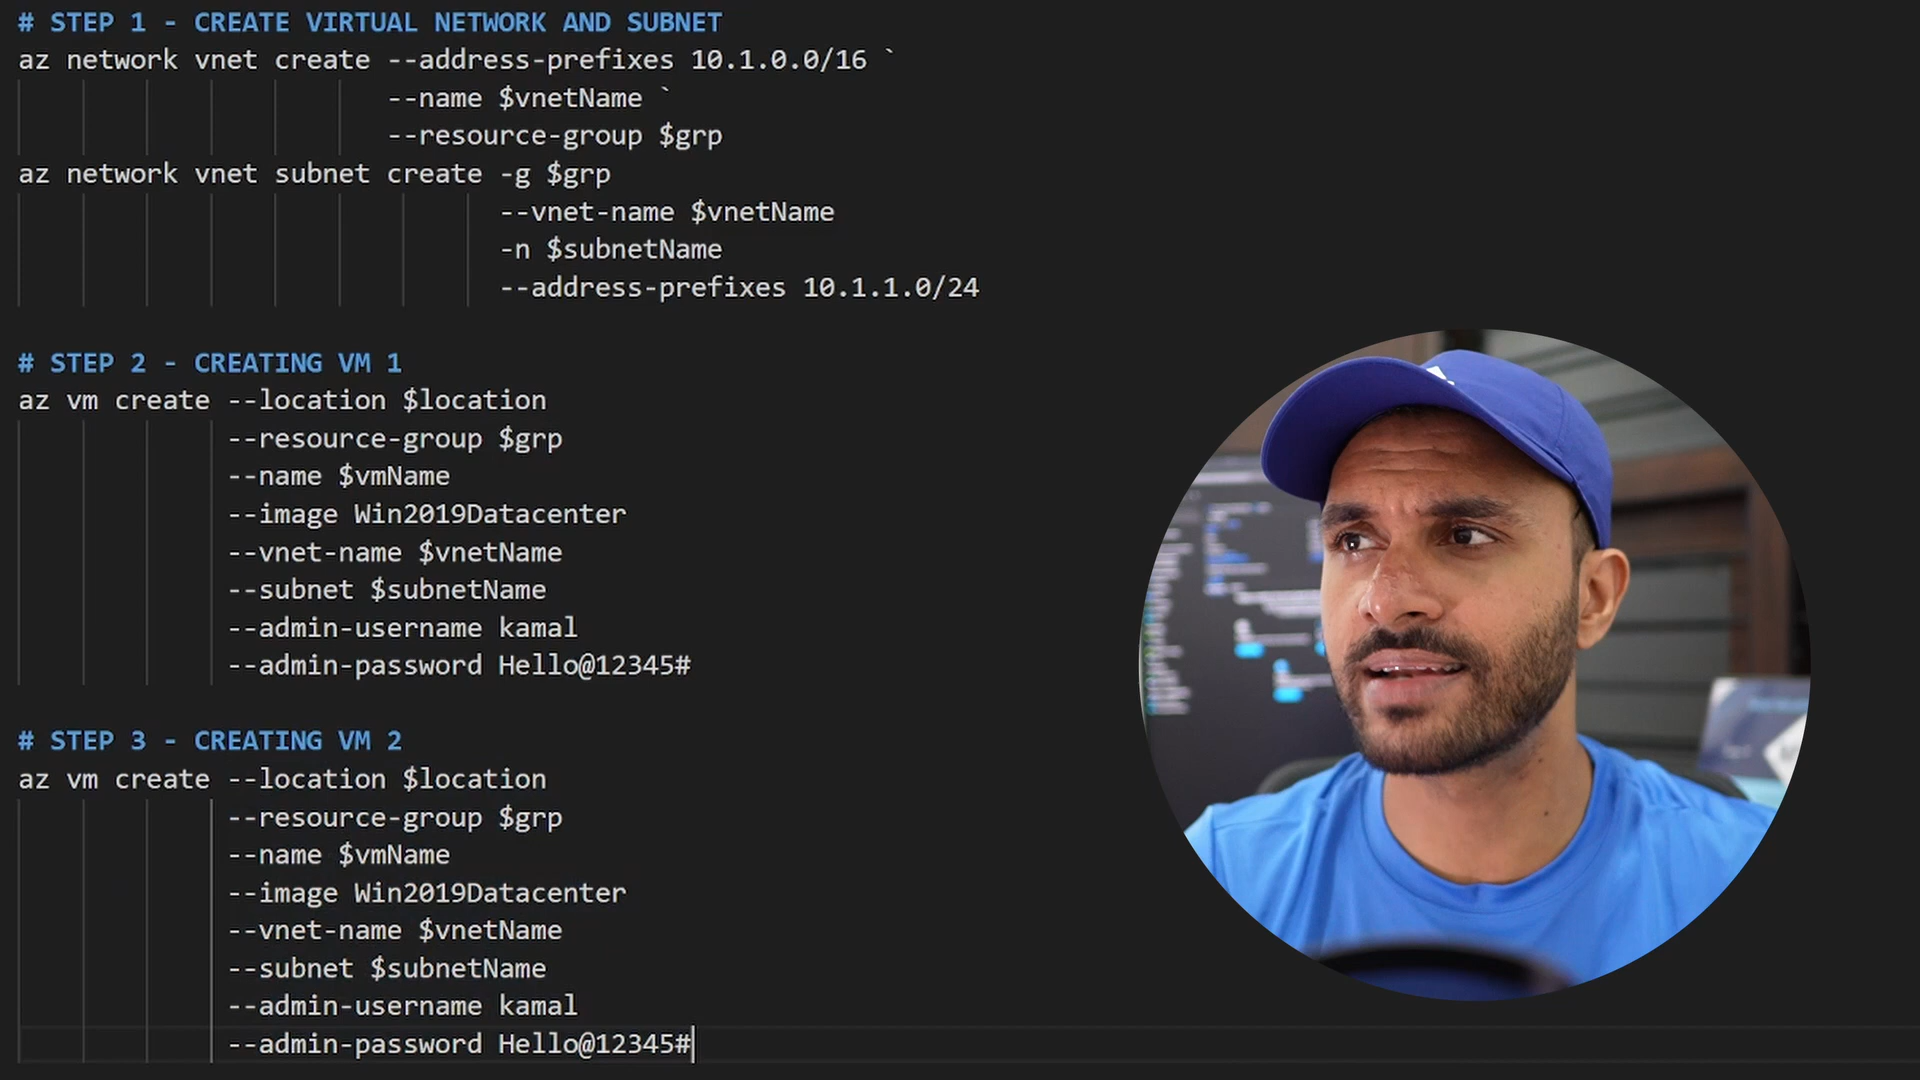 # STEP 1 - CREATE VIRTUAL NETWORK AND SUBNET
az network vnet create --address-prefixes 10.1.0.0/16 `
--name $vnetName `
--resource-group $grp
az network vnet subnet create -g $grp
--vnet-name $vnetName
-n $subnetName
--address-prefixes 10.1.1.0/24
# STEP 2 - CREATING VM 1
az vm create --location $location
--resource-group $grp
--name $vmName
--image Win2019Datacenter
--vnet-name $vnetName
--subnet $subnetName
--admin-username kamal
--admin-password Hello@12345#
# STEP 3 - CREATING VM 2
az vm create --location $location
--resource-group $grp
--name $vmName
--image Win2019Datacenter
--vnet-name $vnetName
--subnet $subnetName
--admin-username kamal
--admin-password Hello@12345#